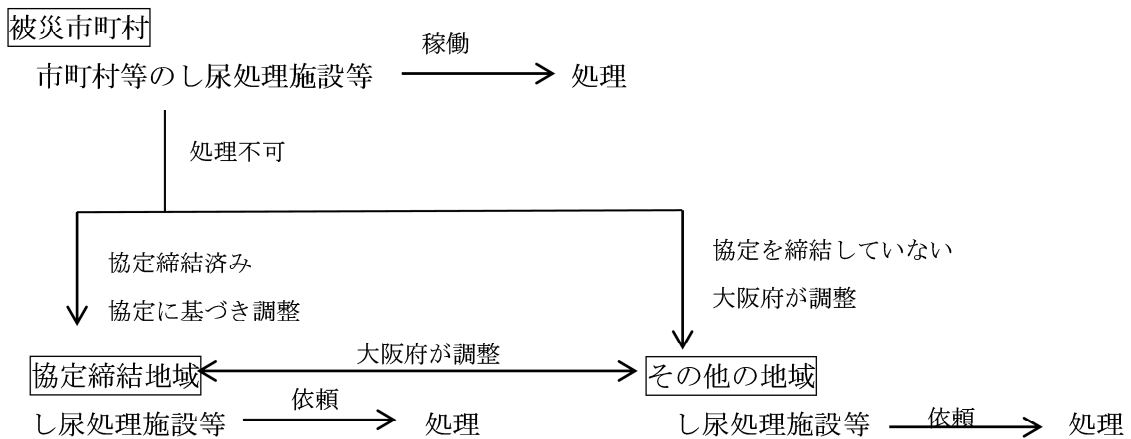 被災市町村
稼働
市町村等のし尿処理施設等
処理
処理不可
協定締結済み
協定に基づき調整
協定を締結していない
大阪府が調整
大阪府が調整
協定締結地域
その他の地域
依頼
し尿処理施設等
処理
依頼
し尿処理施設等
処理